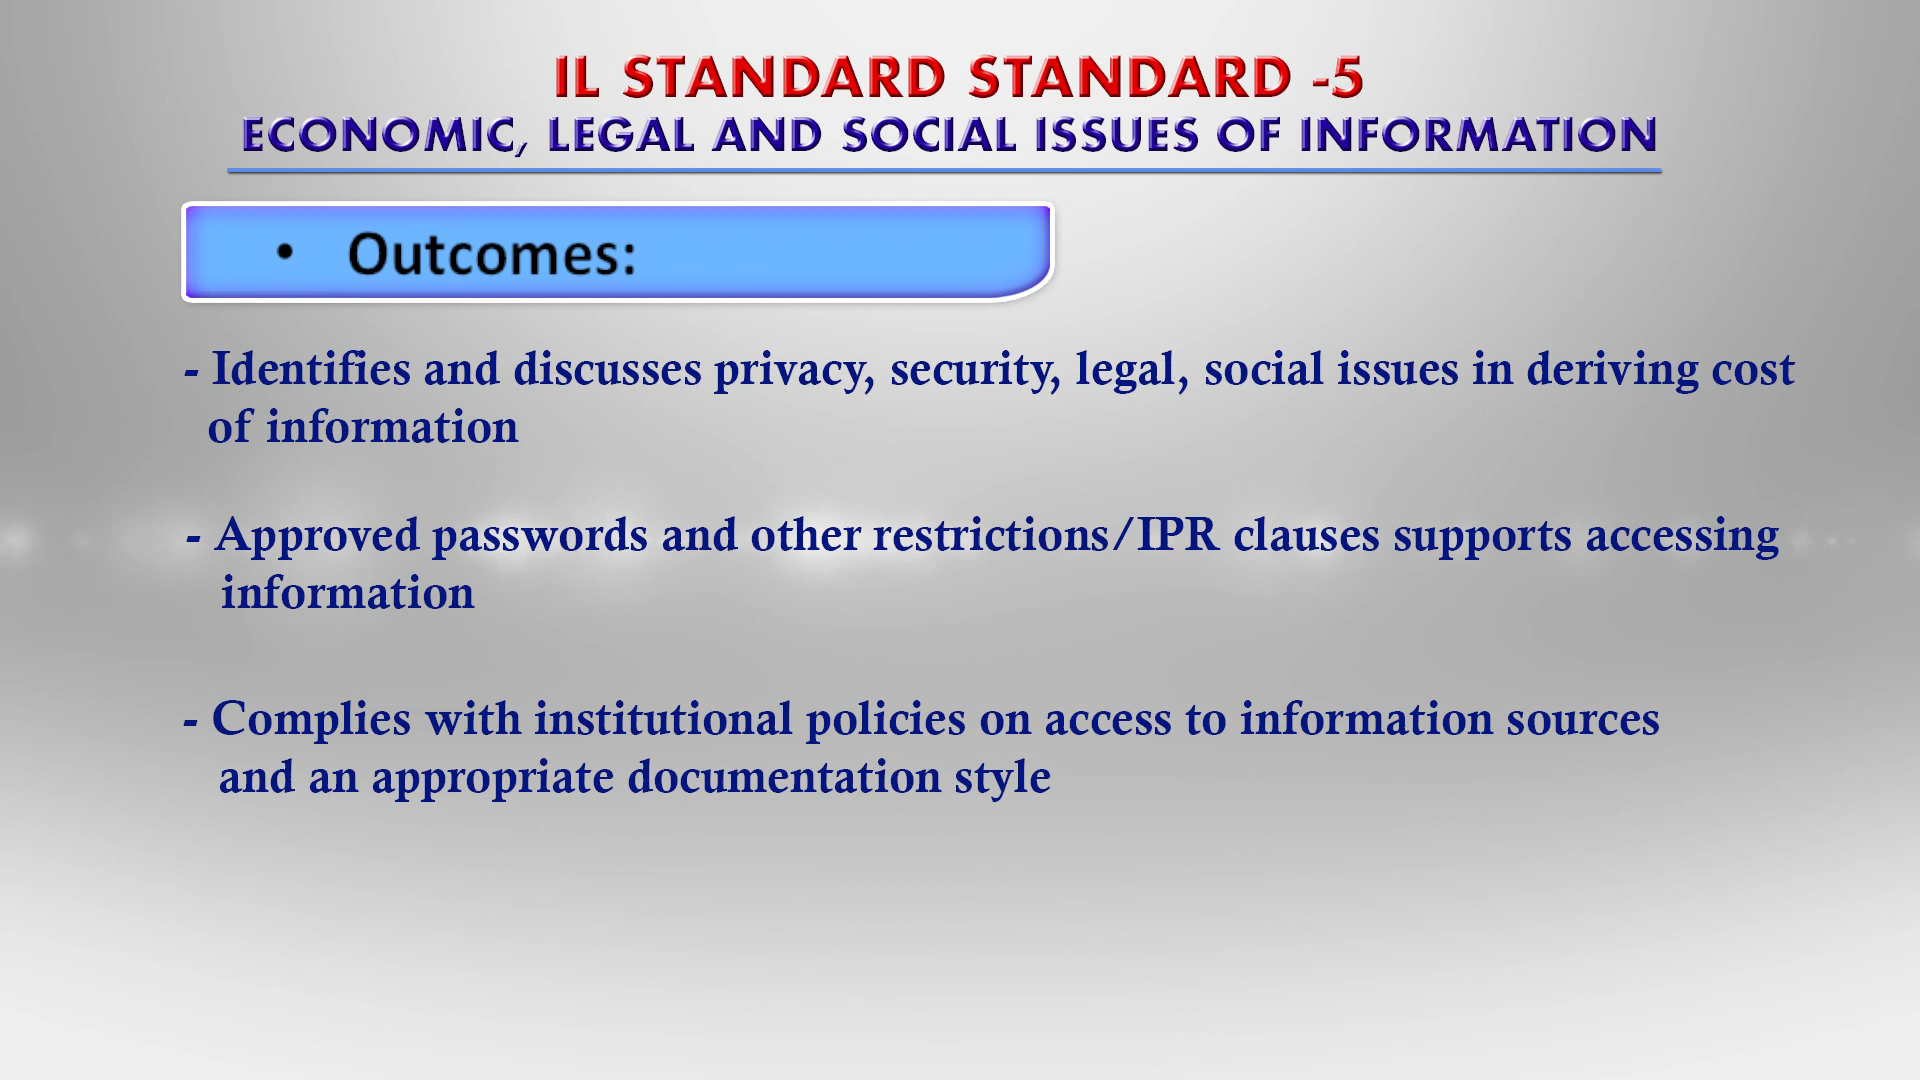 IL STANDARD STANDARD -5
ECONOMIC, LEGAL AND SOCIAL ISSUES OF INFORMATION
• Outcomes:
- Identifies and discusses privacy, security, legal, social issues in deriving cost
of information
- Approved passwords and other restrictions/IPR clauses supports accessing
information
- Complies with institutional policies on access to information sources
and an appropriate documentation style